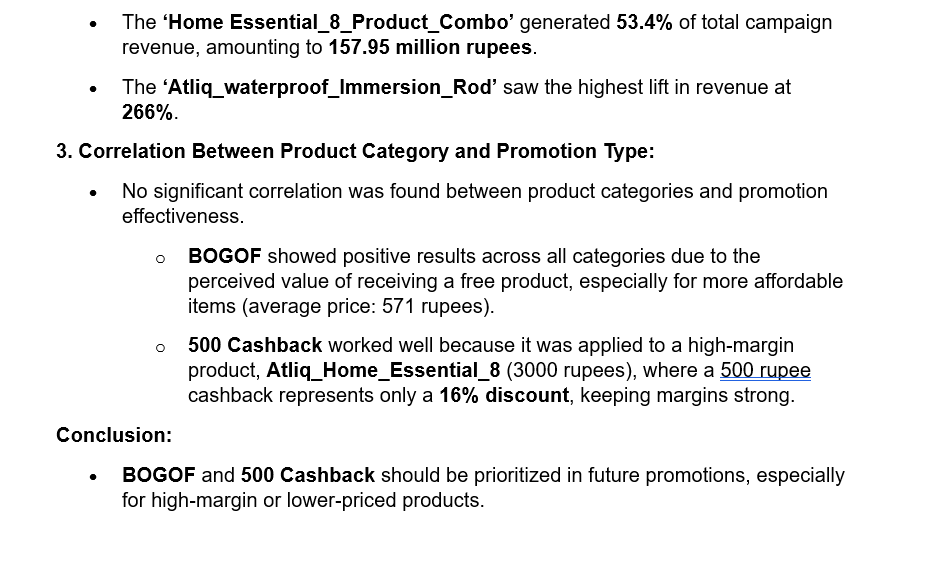 • The ‘Home Essential_8_Product_Combo’ generated 53.4% of total campaign
revenue, amounting to 157.95 million rupees.
• The ‘Atliq_waterproof_Immersion_Rod’ saw the highest lift in revenue at
266%.
3. Correlation Between Product Category and Promotion Type:
• No significant correlation was found between product categories and promotion
effectiveness.
o BOGOF showed positive results across all categories due to the
perceived value of receiving a free product, especially for more affordable
items (average price: 571 rupees).
o 500 Cashback worked well because it was applied to a high-margin
product, Atliq_Home_Essential_8 (3000 rupees), where a 500 rupee
cashback represents only a 16% discount, keeping margins strong.
Conclusion:
• BOGOF and 500 Cashback should be prioritized in future promotions, especially
for high-margin or lower-priced products.